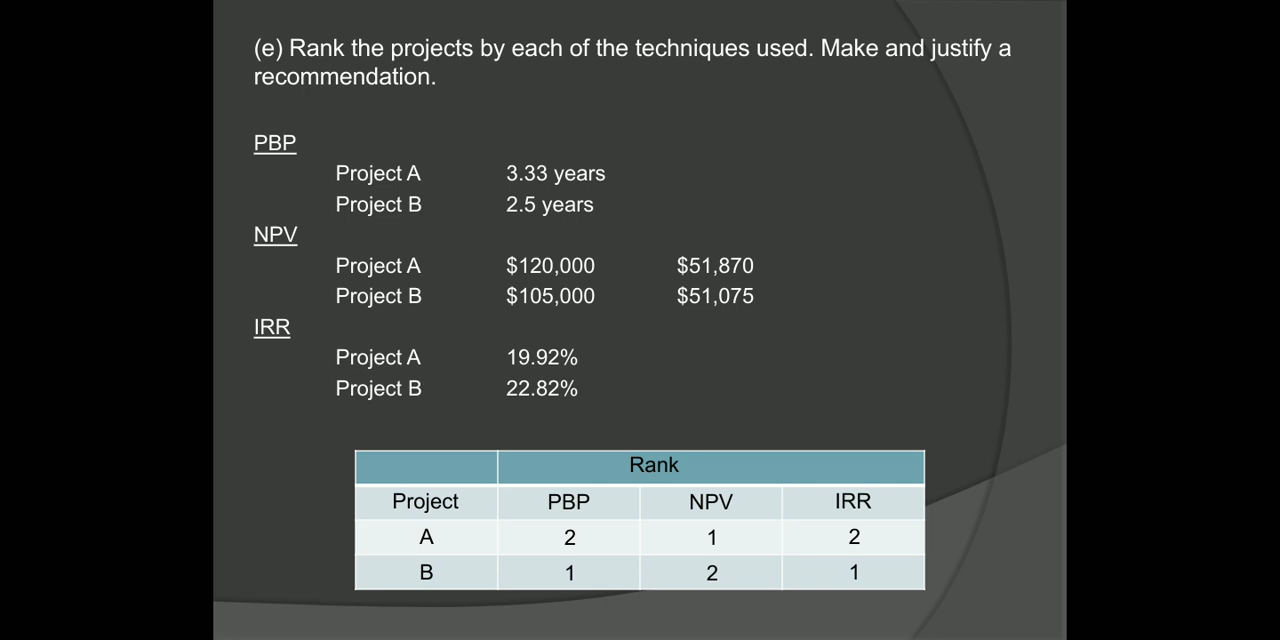 (e) Rank the projects by each of the techniques used. Make and justify a
recommendation.
PBP
Project A 3.33 years
Project B 2.5 years
NPV
Project A $120,000 $51,870
Project B $105,000 $51,075
IRR
Project A 19.92%
Project B 22.82%
Rank
Project PBP NPV IRR
A 2 1 2
B 1 2 1